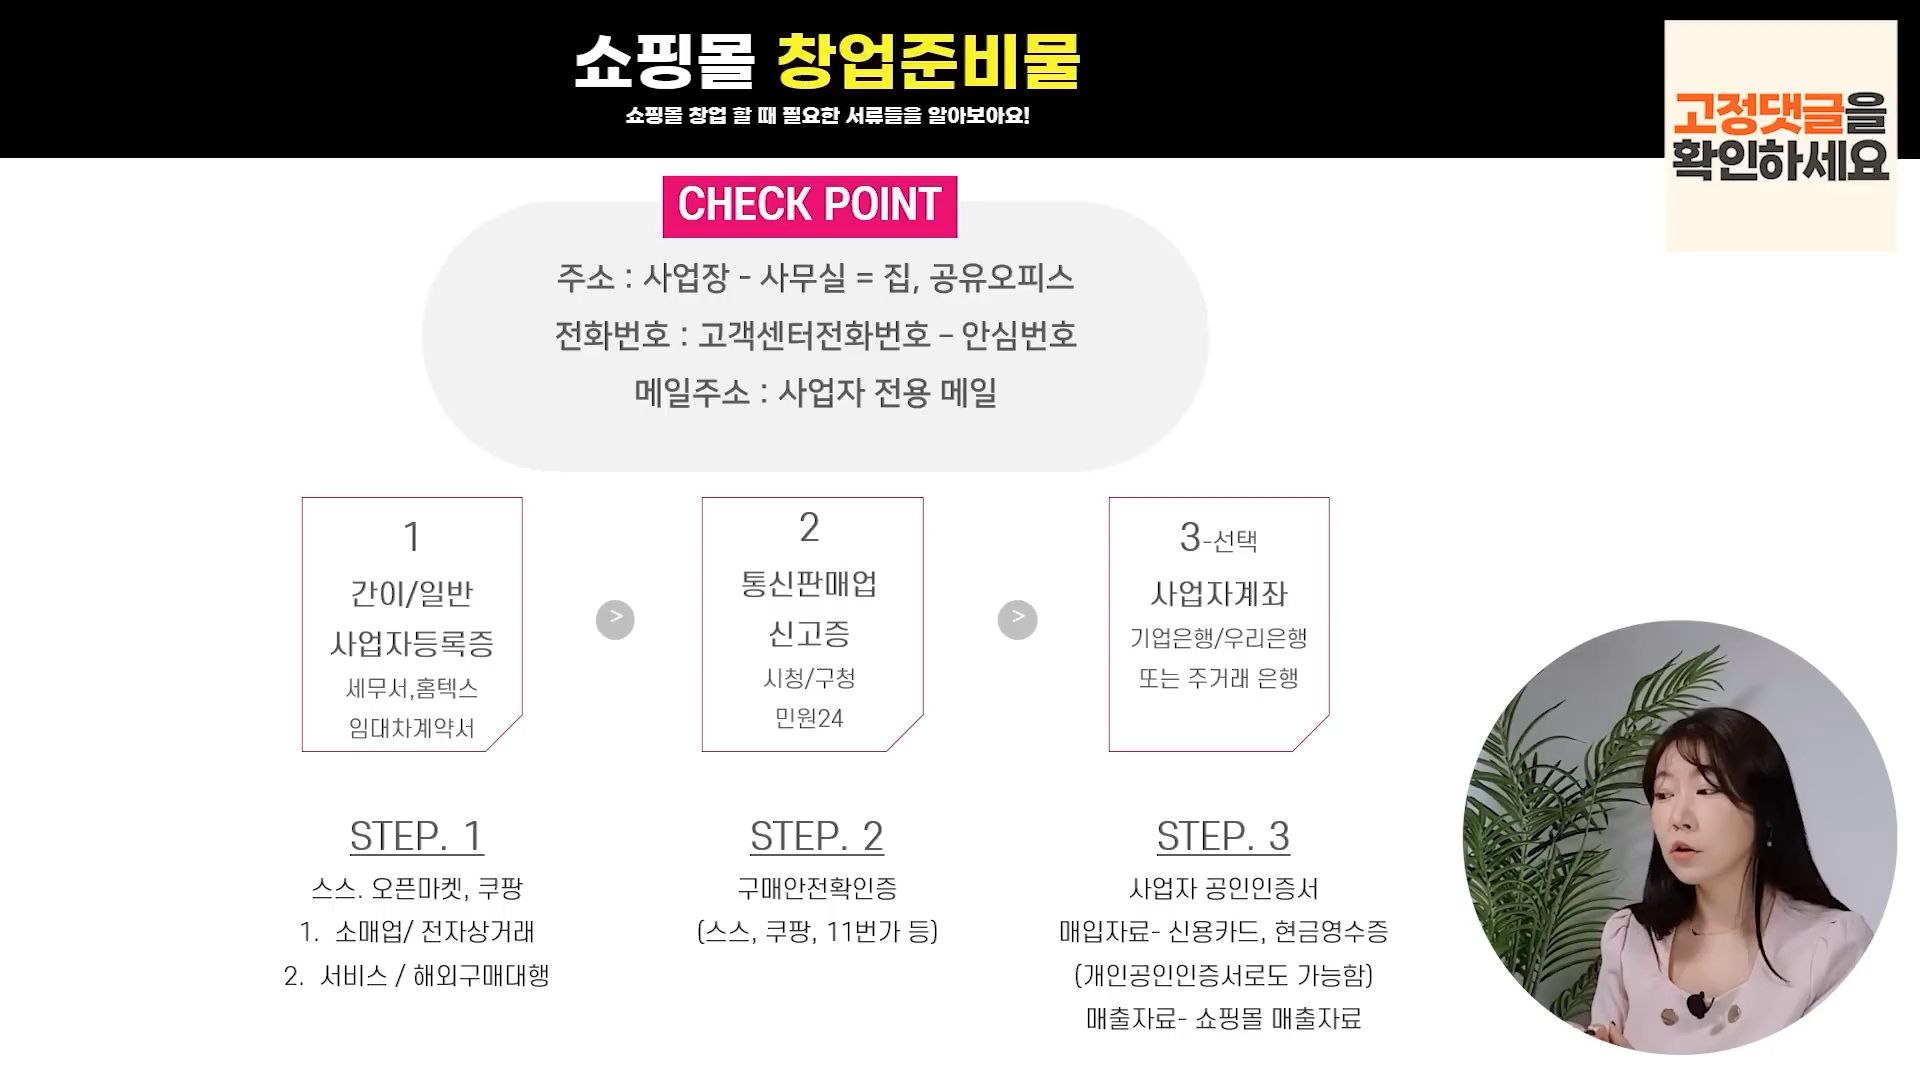 쇼핑몰 창업준비물
쇼핑몰 창업 할 때 필요한 서류들을 알아보아요!
고정댓글을
확인하세요
CHECK POINT
주소 : 사업장 - 사무실 = 집, 공유오피스
전화번호 : 고객센터전화번호 – 안심번호
메일주소 : 사업자 전용 메일
1
간이/일반
사업자등록증
세무서,홈텍스
임대차계약서
>
2
통신판매업
신고증
시청/구청
민원24
>
3-선택
사업자계좌
기업은행/우리은행
또는 주거래 은행
STEP. 1
스스. 오픈마켓, 쿠팡
1. 소매업/ 전자상거래
2. 서비스 / 해외구매대행
STEP. 2
구매안전확인증
(스스, 쿠팡, 11번가 등)
STEP. 3
사업자 공인인증서
매입자료- 신용카드, 현금영수증
(개인공인인증서로도 가능함)
매출자료- 쇼핑몰 매출자료